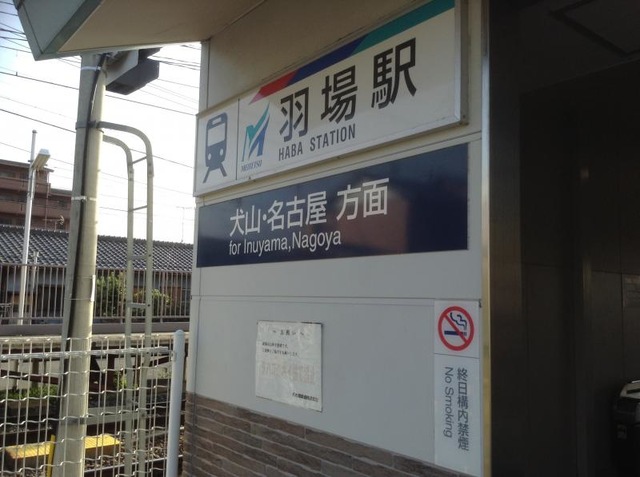 羽場駅
MEITETSU
HABA STATION
犬山・名古屋 方面
for Inuyama,Nagoya
終日構内禁煙
No Smoking